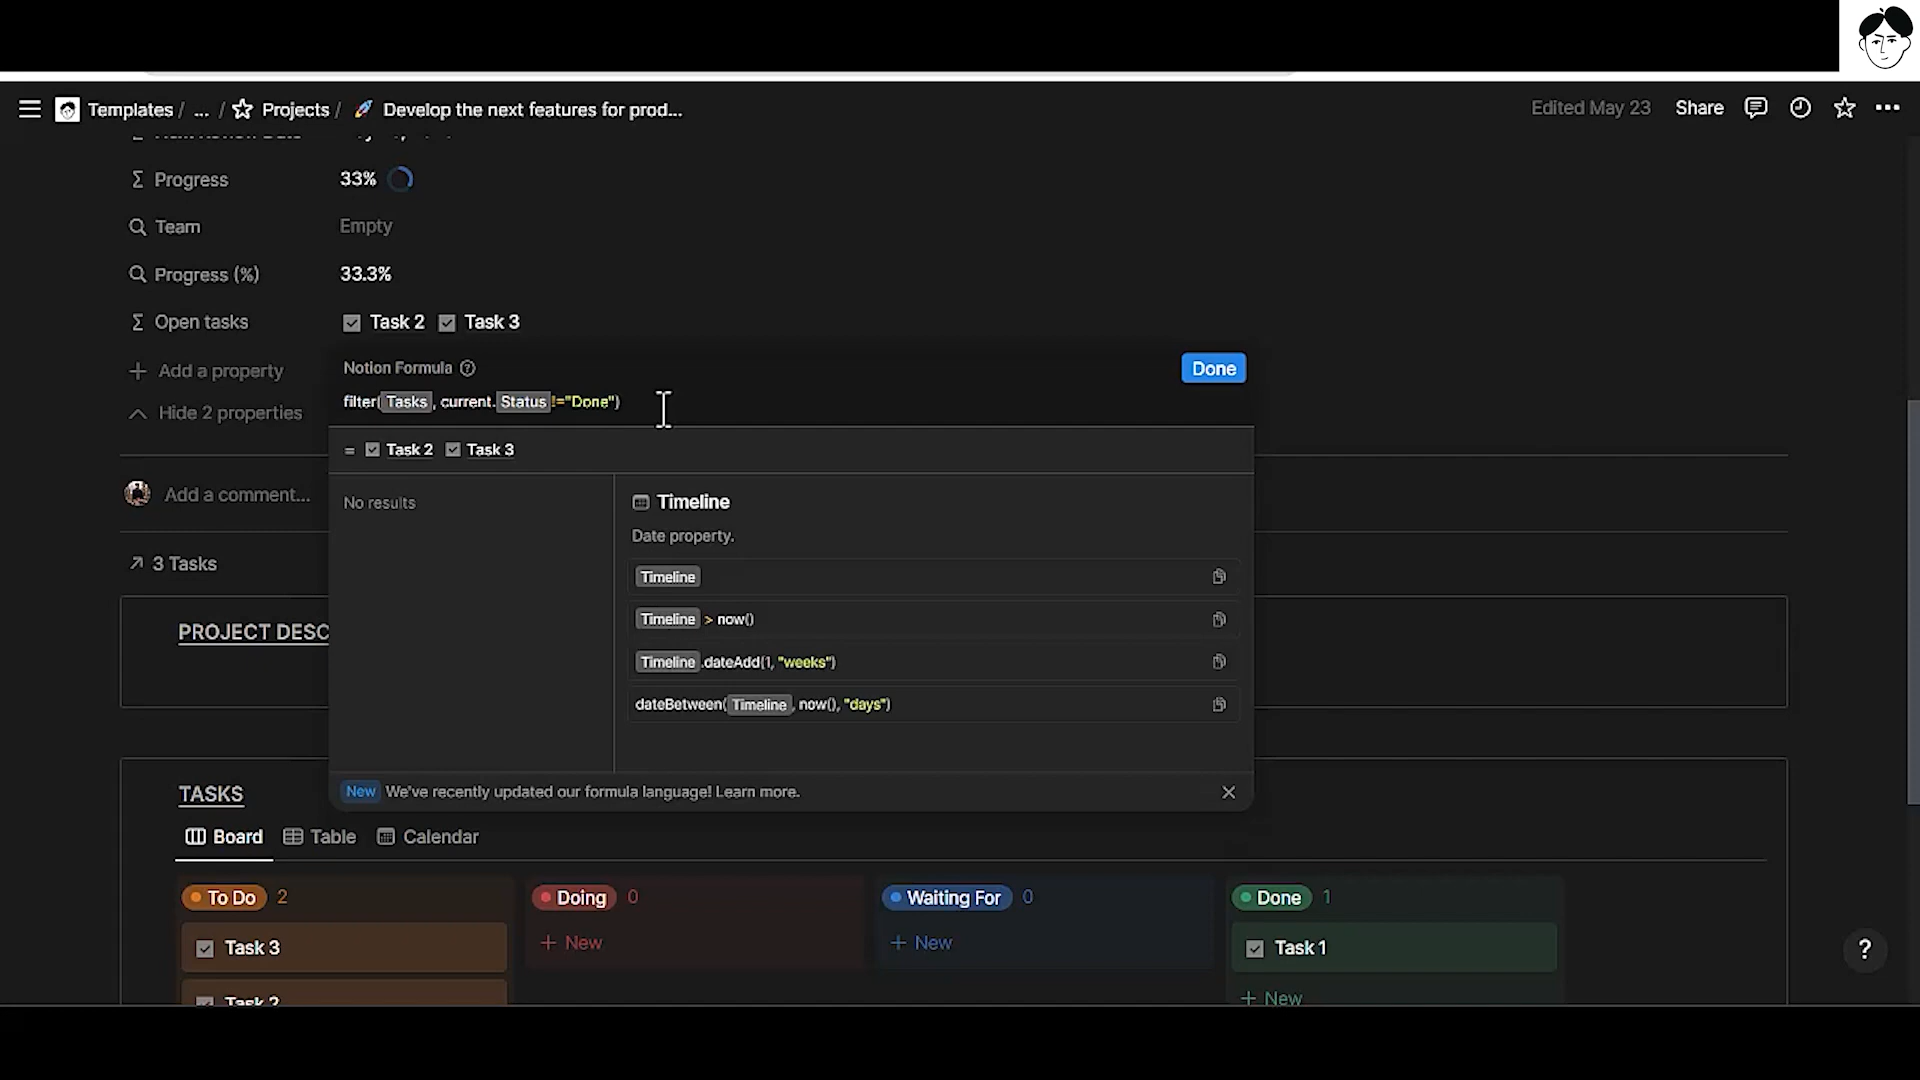 Templates / ... / Projects / Develop the next features for prod...
Edited May 23 Share
Progress 33%
Team Empty
Progress (%) 33.3%
Open tasks Task 2 Task 3
Add a property
Hide 2 properties
Notion Formula
Done
filter( Tasks , current. Status !="Done")
= Task 2 Task 3
No results
Timeline
Date property.
Timeline
Timeline > now()
Timeline .dateAdd(1, "weeks")
dateBetween( Timeline , now(), "days")
New We've recently updated our formula language! Learn more.
Add a comment...
3 Tasks
PROJECT DESC
TASKS
Board Table Calendar
To Do 2
Doing 0
Waiting For 0
Done 1
Task 3
+ New
+ New
Task 1
Task 2
+ New
?